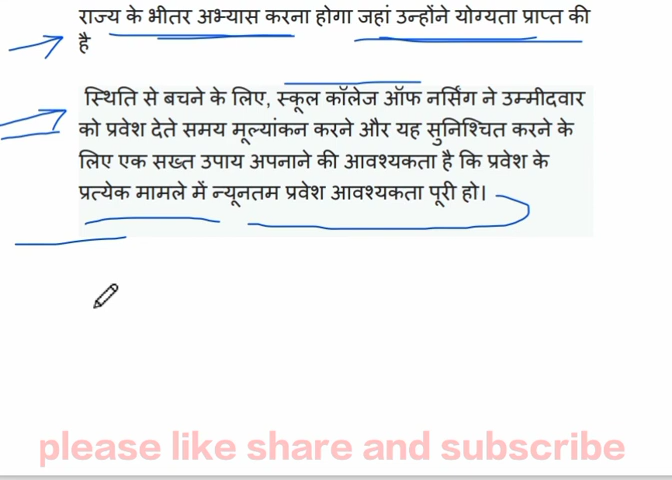 राज्य के भीतर अभ्यास करना होगा जहां उन्होंने योग्यता प्राप्त की
है
स्थिति से बचने के लिए, स्कूल कॉलेज ऑफ नर्सिंग ने उम्मीदवार
को प्रवेश देते समय मूल्यांकन करने और यह सुनिश्चित करने के
लिए एक सख्त उपाय अपनाने की आवश्यकता है कि प्रवेश के
प्रत्येक मामले में न्यूनतम प्रवेश आवश्यकता पूरी हो।
please like share and subscribe